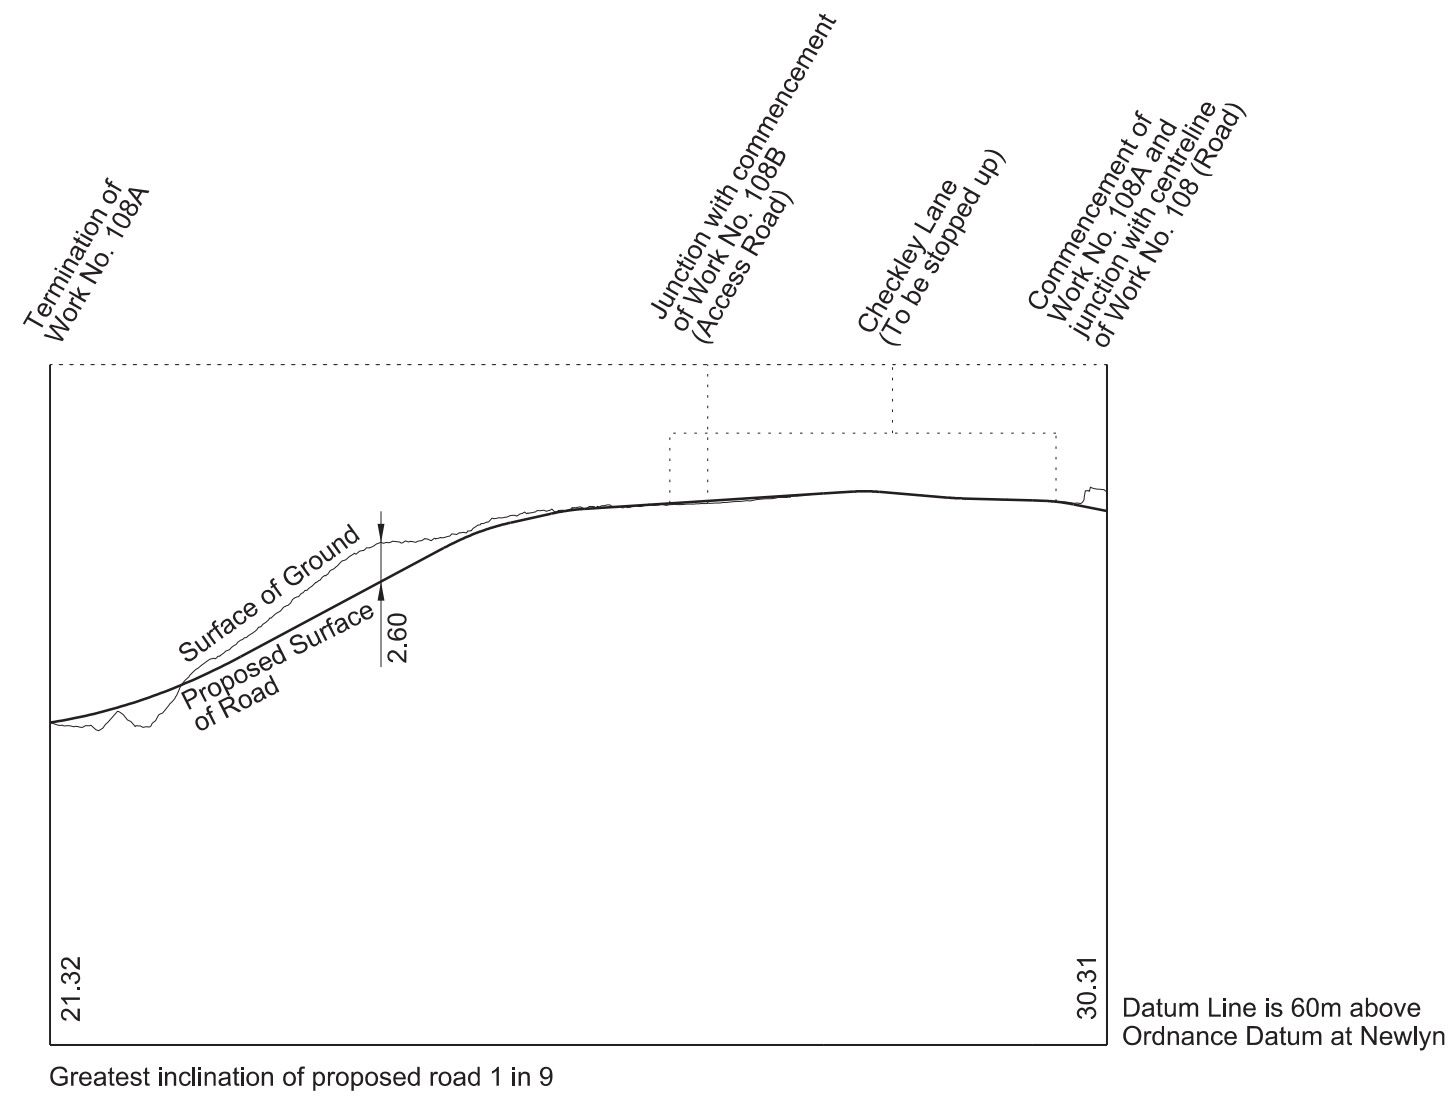 Termination of
Work No. 108A
Junction with commencement
of Work No. 108B
(Access Road)
Checkley Lane
(To be stopped up)
Commencement of
Work No. 108A and
junction with centreline
of Work No. 108 (Road)
Surface of Ground
Proposed Surface
of Road
2.60
21.32
30.31
Datum Line is 60m above
Ordnance Datum at Newlyn
Greatest inclination of proposed road 1 in 9